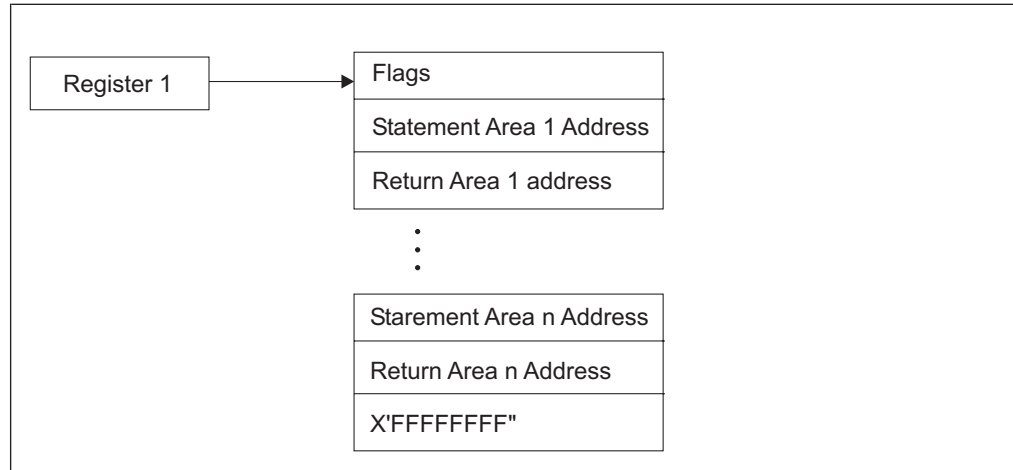 Register 1
Flags
Statement Area 1 Address
Return Area 1 address
Starement Area n Address
Return Area n Address
X'FFFFFFFF"